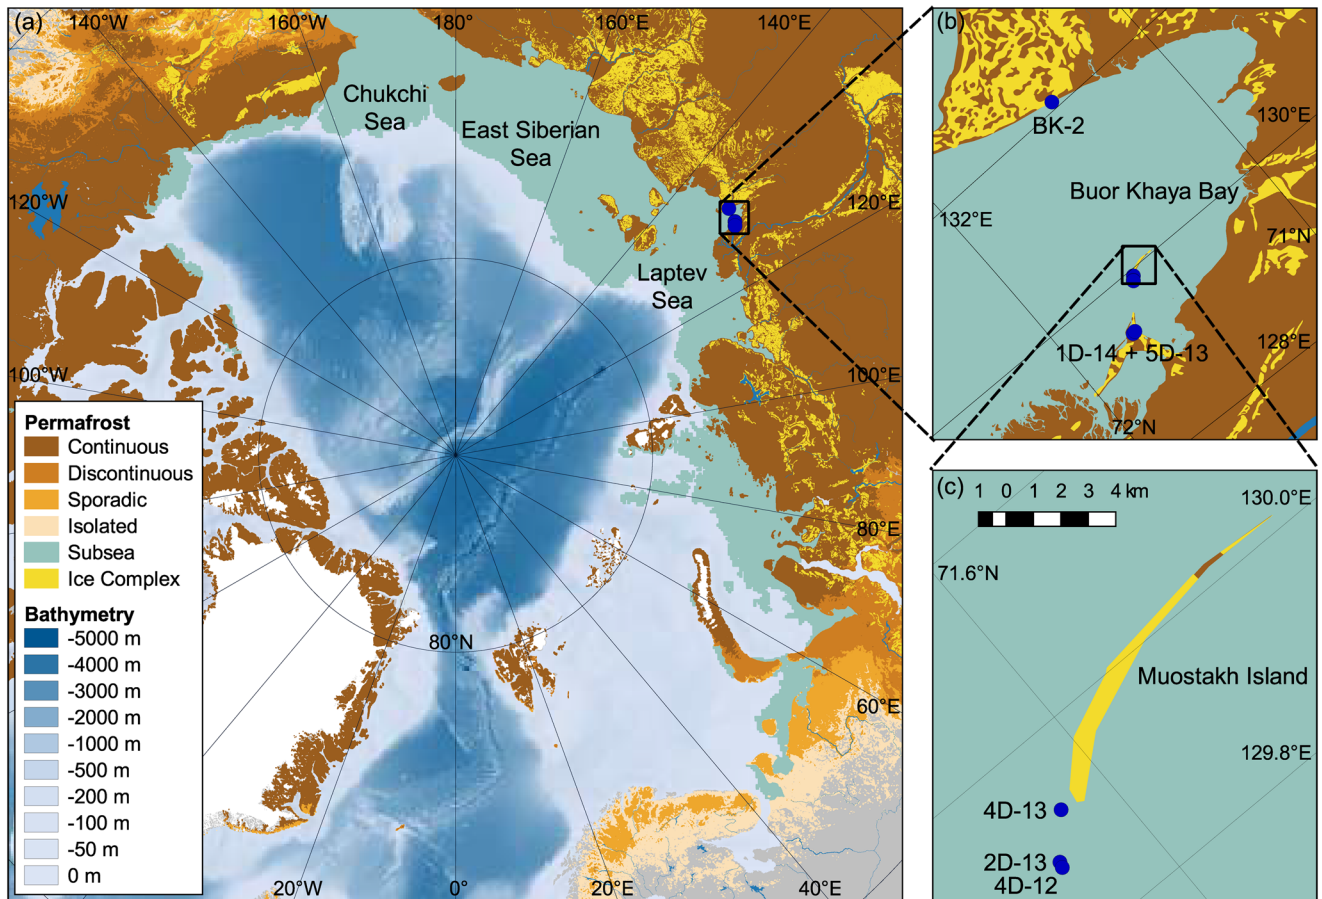 (a)
140°W
160°W
180°
160°E
140°E
Chukchi
Sea
East Siberian
Sea
120°W
120°E
Laptev
Sea
100°W
100°E
80°E
80°N
60°E
20°W
0°
20°E
40°E
Permafrost
Continuous
Discontinuous
Sporadic
Isolated
Subsea
Ice Complex
Bathymetry
-5000 m
-4000 m
-3000 m
-2000 m
-1000 m
-500 m
-200 m
-100 m
-50 m
0 m
(b)
BK-2
130°E
Buor Khaya Bay
132°E
71°N
1D-14 + 5D-13
128°E
72°N
(c)
1 0 1 2 3 4 km
130.0°E
71.6°N
Muostakh Island
129.8°E
4D-13
2D-13
4D-12